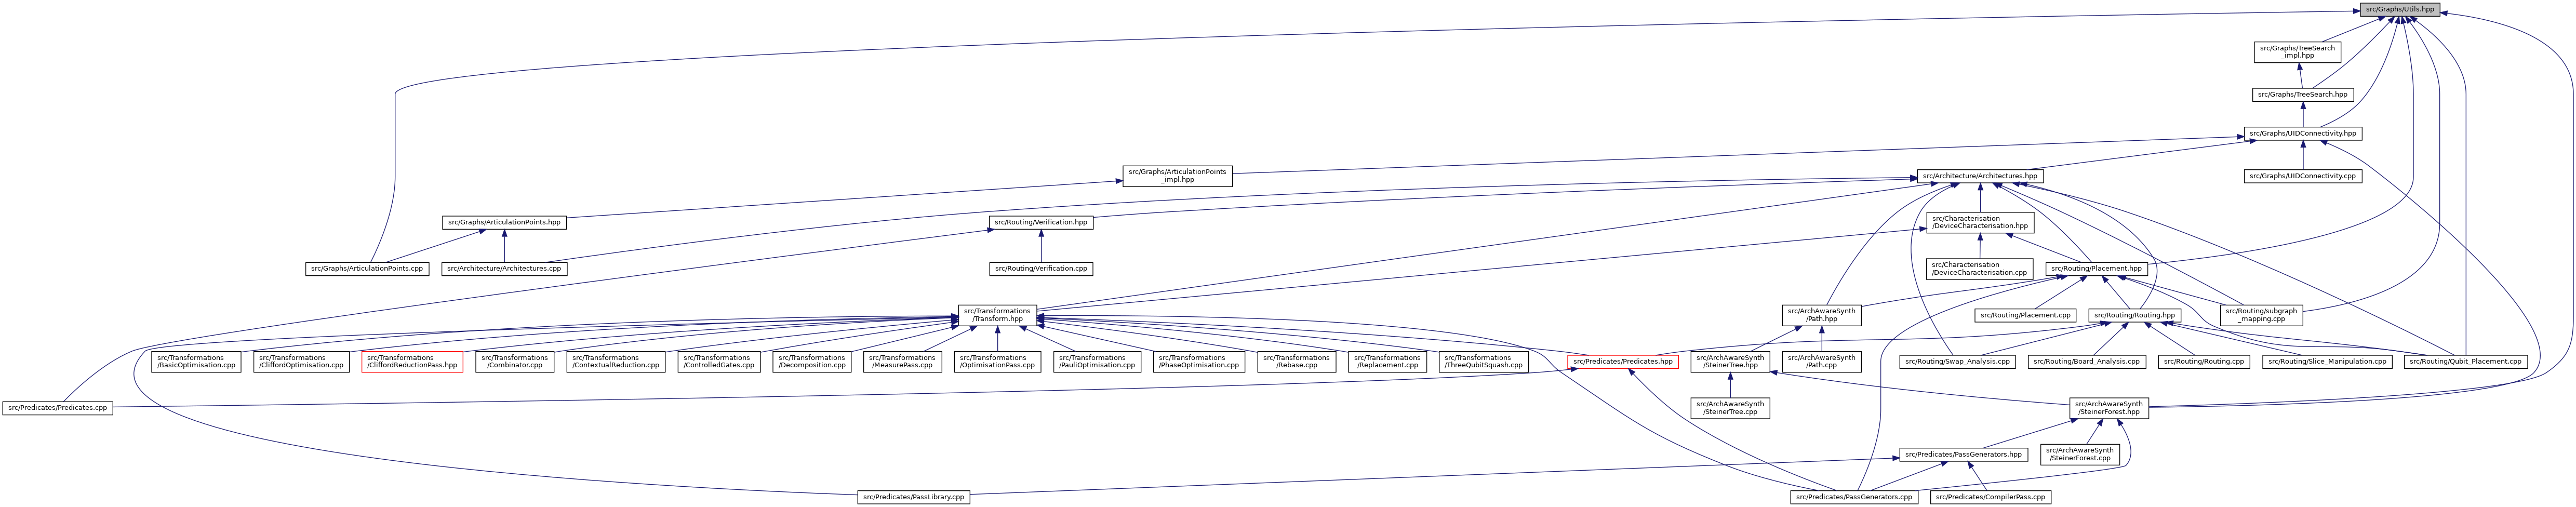 src/Graphs/Utils.hpp
src/Graphs/TreeSearch
_impl.hpp
src/Graphs/TreeSearch.hpp
src/Graphs/UIDConnectivity.hpp
src/Graphs/ArticulationPoints
_impl.hpp
src/Architecture/Architectures.hpp
src/Graphs/UIDConnectivity.cpp
src/Graphs/ArticulationPoints.hpp
src/Routing/Verification.hpp
src/Characterisation
/DeviceCharacterisation.hpp
src/Graphs/ArticulationPoints.cpp
src/Architecture/Architectures.cpp
src/Routing/Verification.cpp
src/Characterisation
/DeviceCharacterisation.cpp
src/Routing/Placement.hpp
src/Transformations
/Transform.hpp
src/ArchAwareSynth
/Path.hpp
src/Routing/Placement.cpp
src/Routing/Routing.hpp
src/Routing/subgraph
_mapping.cpp
src/Transformations
/BasicOptimisation.cpp
src/Transformations
/CliffordOptimisation.cpp
src/Transformations
/CliffordReductionPass.hpp
src/Transformations
/Combinator.cpp
src/Transformations
/ContextualReduction.cpp
src/Transformations
/ControlledGates.cpp
src/Transformations
/Decomposition.cpp
src/Transformations
/MeasurePass.cpp
src/Transformations
/OptimisationPass.cpp
src/Transformations
/PauliOptimisation.cpp
src/Transformations
/PhaseOptimisation.cpp
src/Transformations
/Rebase.cpp
src/Transformations
/Replacement.cpp
src/Transformations
/ThreeQubitSquash.cpp
src/Predicates/Predicates.hpp
src/ArchAwareSynth
/SteinerTree.hpp
src/ArchAwareSynth
/Path.cpp
src/Routing/Swap_Analysis.cpp
src/Routing/Board_Analysis.cpp
src/Routing/Routing.cpp
src/Routing/Slice_Manipulation.cpp
src/Routing/Qubit_Placement.cpp
src/Predicates/Predicates.cpp
src/ArchAwareSynth
/SteinerTree.cpp
src/ArchAwareSynth
/SteinerForest.hpp
src/Predicates/PassGenerators.hpp
src/ArchAwareSynth
/SteinerForest.cpp
src/Predicates/PassLibrary.cpp
src/Predicates/PassGenerators.cpp
src/Predicates/CompilerPass.cpp